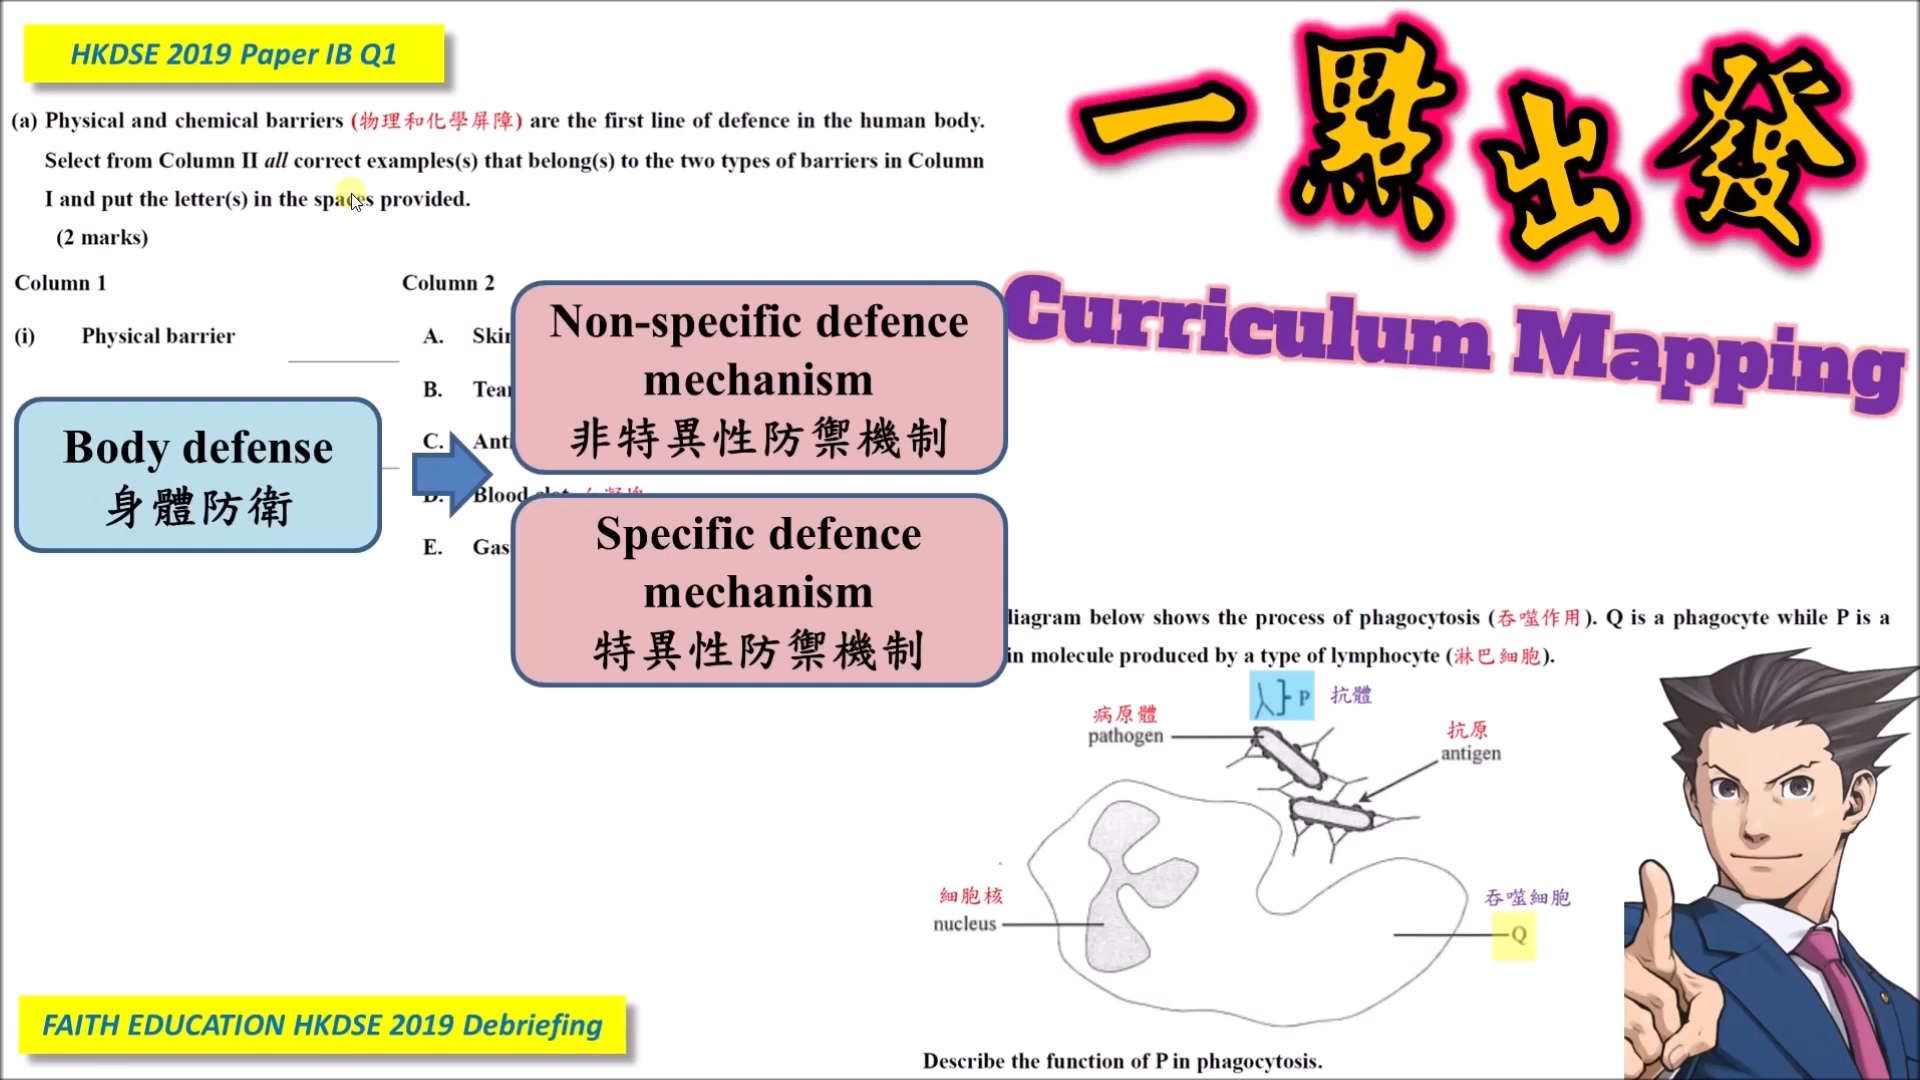 HKDSE 2019 Paper IB Q1
一點出發
Curriculum Mapping
(a) Physical and chemical barriers (物理和化學屏障) are the first line of defence in the human body.
Select from Column II all correct examples(s) that belong(s) to the two types of barriers in Column
I and put the letter(s) in the spaces provided.
(2 marks)
Column 1
Column 2
(i) Physical barrier
A.
B.
C.
D. Blood
E.
Body defense
身體防衛
Non-specific defence
mechanism
非特異性防禦機制
Specific defence
mechanism
特異性防禦機制
diagram below shows the process of phagocytosis (吞噬作用). Q is a phagocyte while P is a
in molecule produced by a type of lymphocyte (淋巴細胞).
P 抗體
病原體
pathogen
抗原
antigen
細胞核
nucleus
吞噬細胞
Q
Describe the function of P in phagocytosis.
FAITH EDUCATION HKDSE 2019 Debriefing